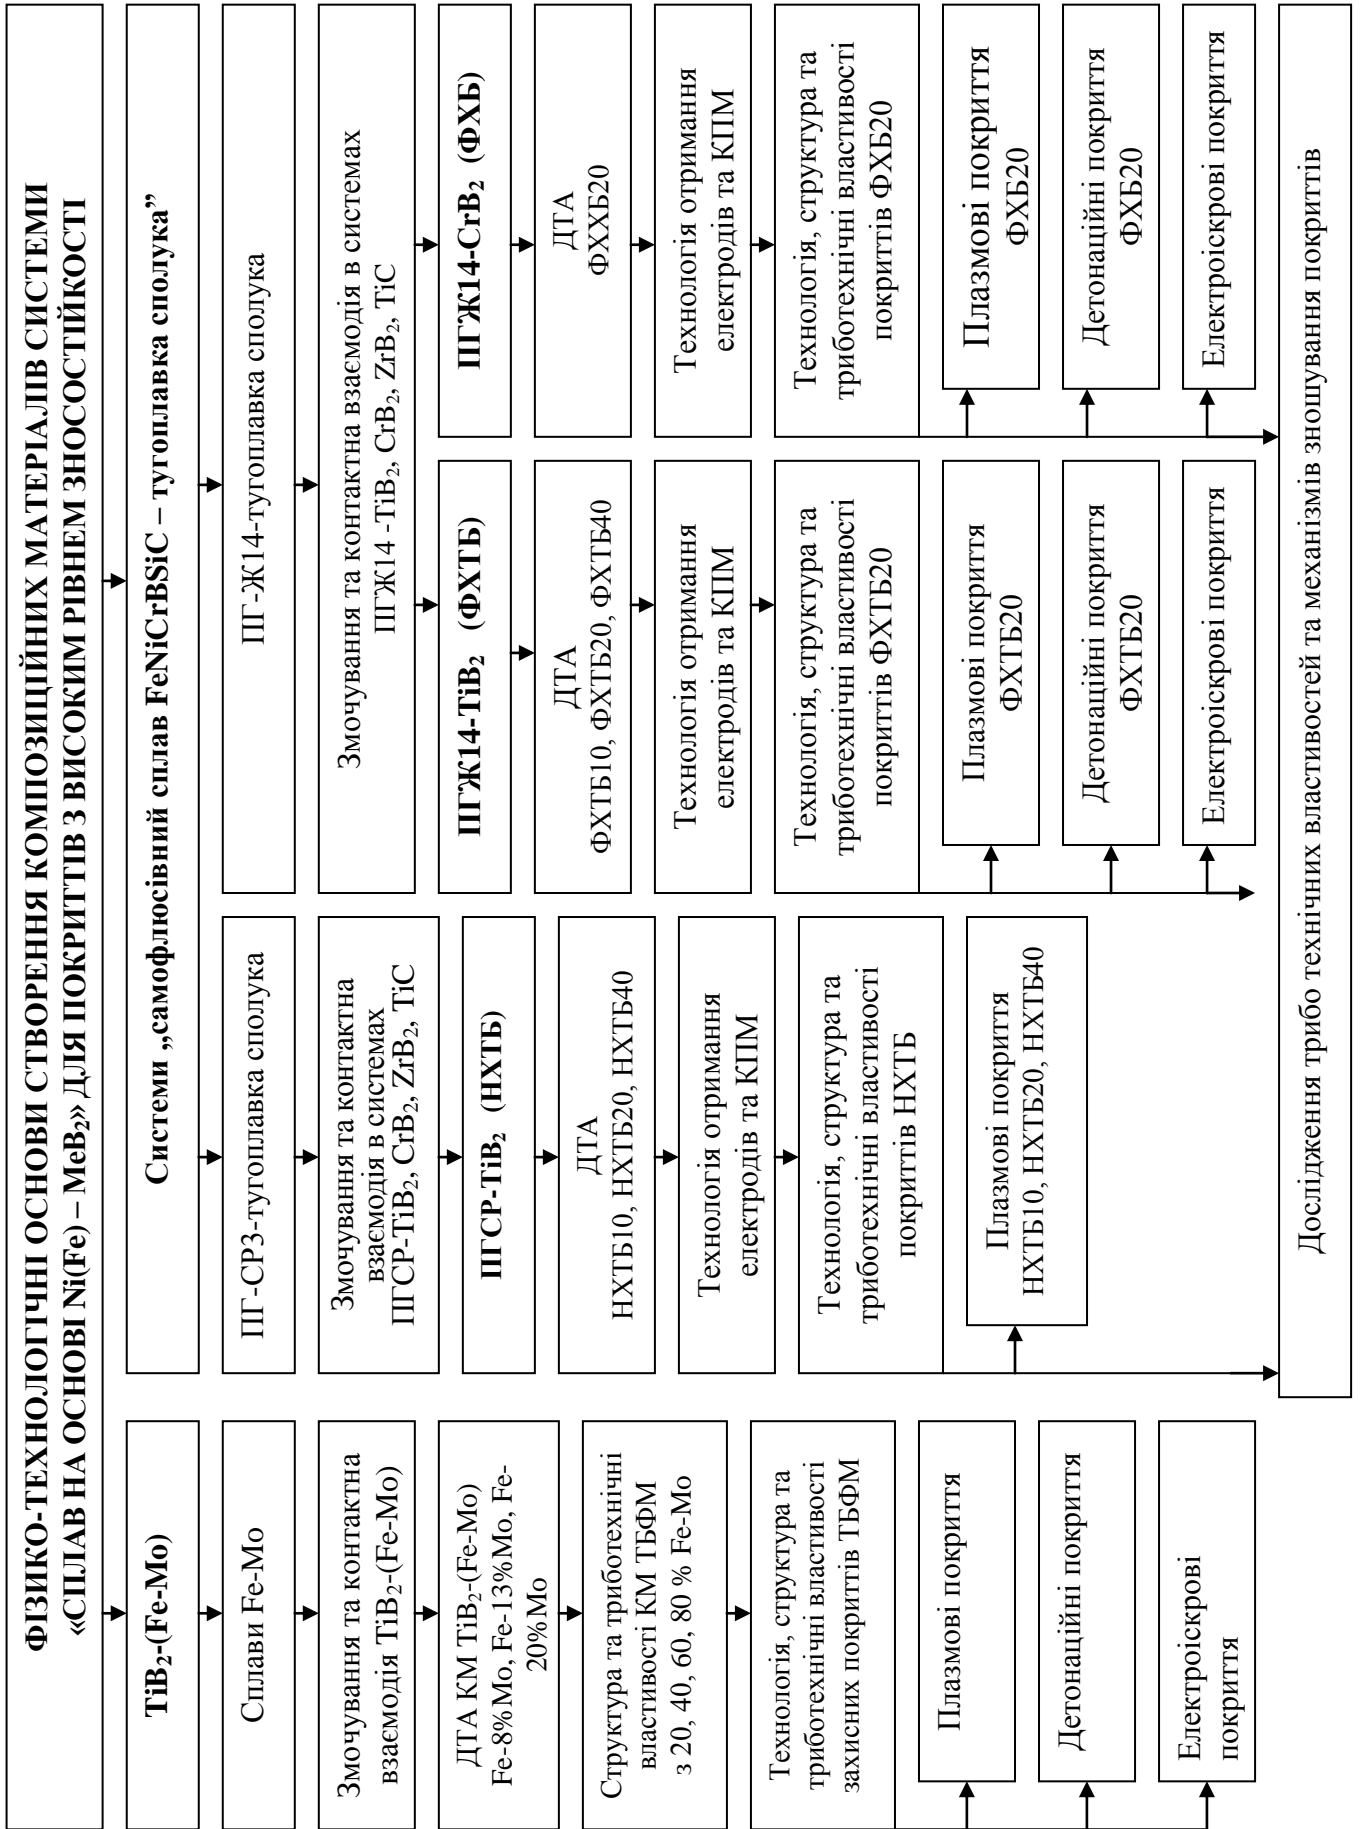 ФІЗИКО-ТЕХНОЛОГІЧНІ ОСНОВИ СТВОРЕННЯ КОМПОЗИЦІЙНИХ МАТЕРІАЛІВ СИСТЕМИ
«СПЛАВ НА ОСНОВІ Ni(Fe) – MeB₂» ДЛЯ ПОКРИТТІВ З ВИСОКИМ РІВНЕМ ЗНОСОСТІЙКОСТІ
TiB₂-(Fe-Mo)
Сплави Fe-Mo
Змочування та контактна
взаємодія TiB₂-(Fe-Mo)
ДТА КМ TiB₂-(Fe-Mo)
Fe-8%Mo, Fe-13%Mo, Fe-
20%Mo
Структура та триботехнічні
властивості КМ ТБФМ
з 20, 40, 60, 80 % Fe-Mo
Технологія, структура та
триботехнічні властивості
захисних покриттів ТБФМ
Плазмові покриття
Детонаційні покриття
Електроіскрові
покриття
Системи „самофлюсівний сплав FeNiCrBSiC – тугоплавка сполука”
ПГ-СР3-тугоплавка сполука
Змочування та контактна
взаємодія в системах
ПГСР-TiB₂, CrB₂, ZrB₂, TiC
ПГСР-TiB₂ (НХТБ)
ДТА
НХТБ10, НХТБ20, НХТБ40
Технологія отримання
електродів та КПМ
Технологія, структура та
триботехнічні властивості
покриттів НХТБ
Плазмові покриття
НХТБ10, НХТБ20, НХТБ40
ПГ-Ж14-тугоплавка сполука
Змочування та контактна взаємодія в системах
ПГЖ14 -TiB₂, CrB₂, ZrB₂, TiC
ПГЖ14-TiB₂ (ФХТБ)
ДТА
ФХТБ10, ФХТБ20, ФХТБ40
Технологія отримання
електродів та КПМ
Технологія, структура та
триботехнічні властивості
покриттів ФХТБ20
Плазмові покриття
ФХТБ20
Детонаційні покриття
ФХТБ20
Електроіскрові покриття
ПГЖ14-CrB₂ (ФХБ)
ДТА
ФХХБ20
Технологія отримання
електродів та КПМ
Технологія, структура та
триботехнічні властивості
покриттів ФХБ20
Плазмові покриття
ФХБ20
Детонаційні покриття
ФХБ20
Електроіскрові покриття
Дослідження трибо технічних властивостей та механізмів зношування покриттів